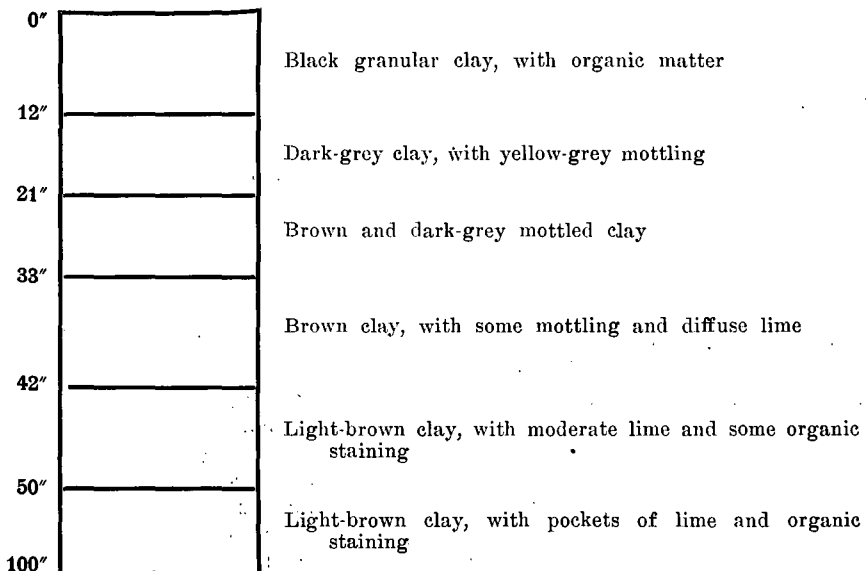 0″
Black granular clay, with organic matter
12″
Dark-grey clay, with yellow-grey mottling
21″
Brown and dark-grey mottled clay
33″
Brown clay, with some mottling and diffuse lime
42″
Light-brown clay, with moderate lime and some organic
staining
50″
Light-brown clay, with pockets of lime and organic
staining
100″